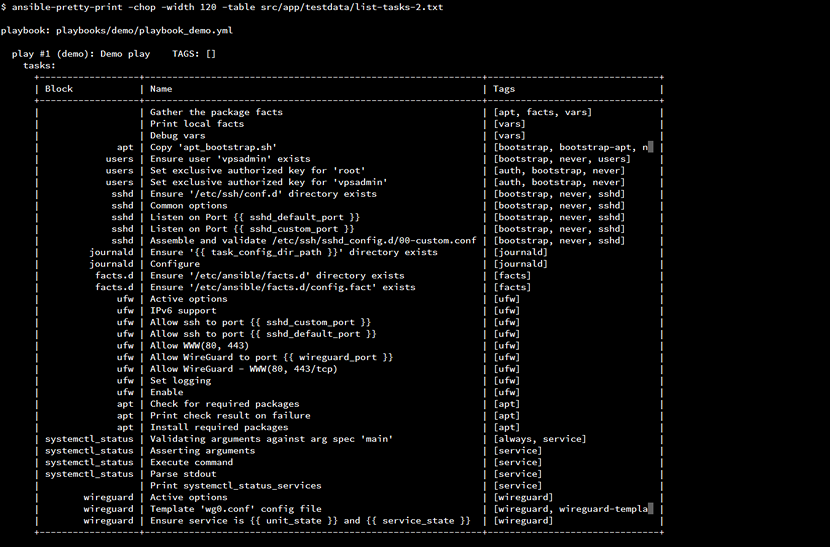 $ ansible-pretty-print -chop -width 120 -table src/app/testdata/list-tasks-2.txt
playbook: playbooks/demo/playbook_demo.yml
play #1 (demo): Demo play    TAGS: []
tasks:
Block | Name | Tags
| Gather the package facts | [apt, facts, vars]
| Print local facts | [vars]
| Debug vars | [vars]
apt | Copy 'apt_bootstrap.sh' | [bootstrap, bootstrap-apt, n
users | Ensure user 'vpsadmin' exists | [bootstrap, never, users]
users | Set exclusive authorized key for 'root' | [auth, bootstrap, never]
users | Set exclusive authorized key for 'vpsadmin' | [auth, bootstrap, never]
sshd | Ensure '/etc/ssh/conf.d' directory exists | [bootstrap, never, sshd]
sshd | Common options | [bootstrap, never, sshd]
sshd | Listen on Port {{ sshd_default_port }} | [bootstrap, never, sshd]
sshd | Listen on Port {{ sshd_custom_port }} | [bootstrap, never, sshd]
sshd | Assemble and validate /etc/ssh/sshd_config.d/00-custom.conf | [bootstrap, never, sshd]
journald | Ensure '{{ task_config_dir_path }}' directory exists | [journald]
journald | Configure | [journald]
facts.d | Ensure '/etc/ansible/facts.d' directory exists | [facts]
facts.d | Ensure '/etc/ansible/facts.d/config.fact' exists | [facts]
ufw | Active options | [ufw]
ufw | IPv6 support | [ufw]
ufw | Allow ssh to port {{ sshd_custom_port }} | [ufw]
ufw | Allow ssh to port {{ sshd_default_port }} | [ufw]
ufw | Allow WWW(80, 443) | [ufw]
ufw | Allow WireGuard to port {{ wireguard_port }} | [ufw]
ufw | Allow WireGuard - WWW(80, 443/tcp) | [ufw]
ufw | Set logging | [ufw]
ufw | Enable | [ufw]
apt | Check for required packages | [apt]
apt | Print check result on failure | [apt]
apt | Install required packages | [apt]
systemctl_status | Validating arguments against arg spec 'main' | [always, service]
systemctl_status | Asserting arguments | [service]
systemctl_status | Execute command | [service]
systemctl_status | Parse stdout | [service]
| Print systemctl_status_services | [service]
wireguard | Active options | [wireguard]
wireguard | Template 'wg0.conf' config file | [wireguard, wireguard-templa
wireguard | Ensure service is {{ unit_state }} and {{ service_state }} | [wireguard]